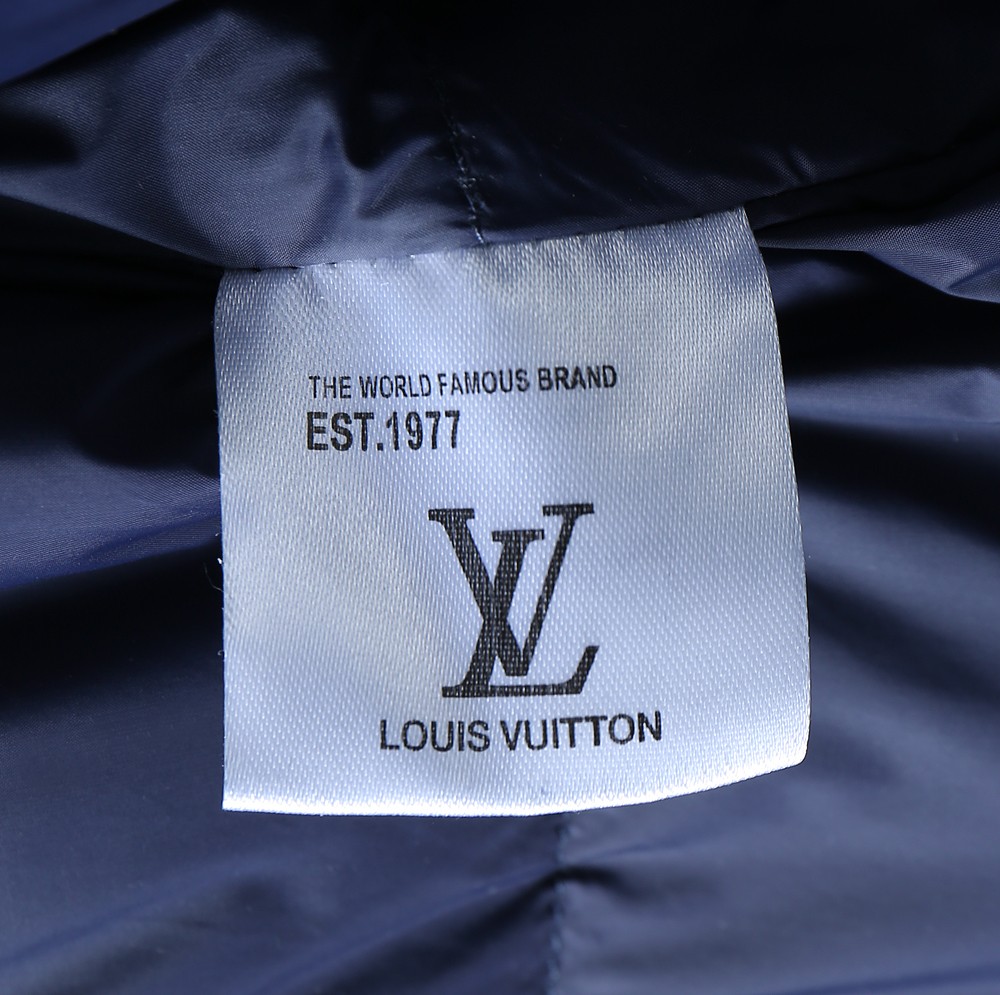 THE WORLD FAMOUS BRAND
EST.1977
LV
LOUIS VUITTON